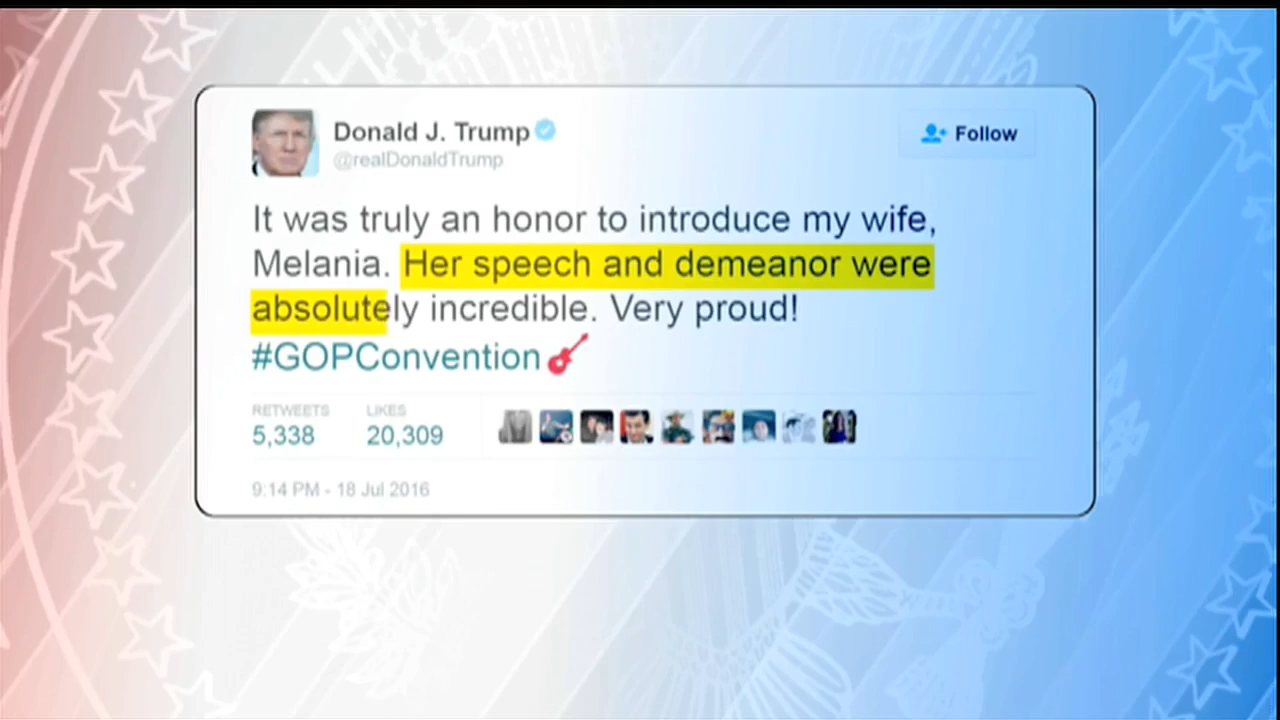 Donald J. Trump
@realDonaldTrump
Follow
It was truly an honor to introduce my wife,
Melania. Her speech and demeanor were
absolutely incredible. Very proud!
#GOPConvention
RETWEETS LIKES
5,338 20,309
9:14 PM - 18 Jul 2016